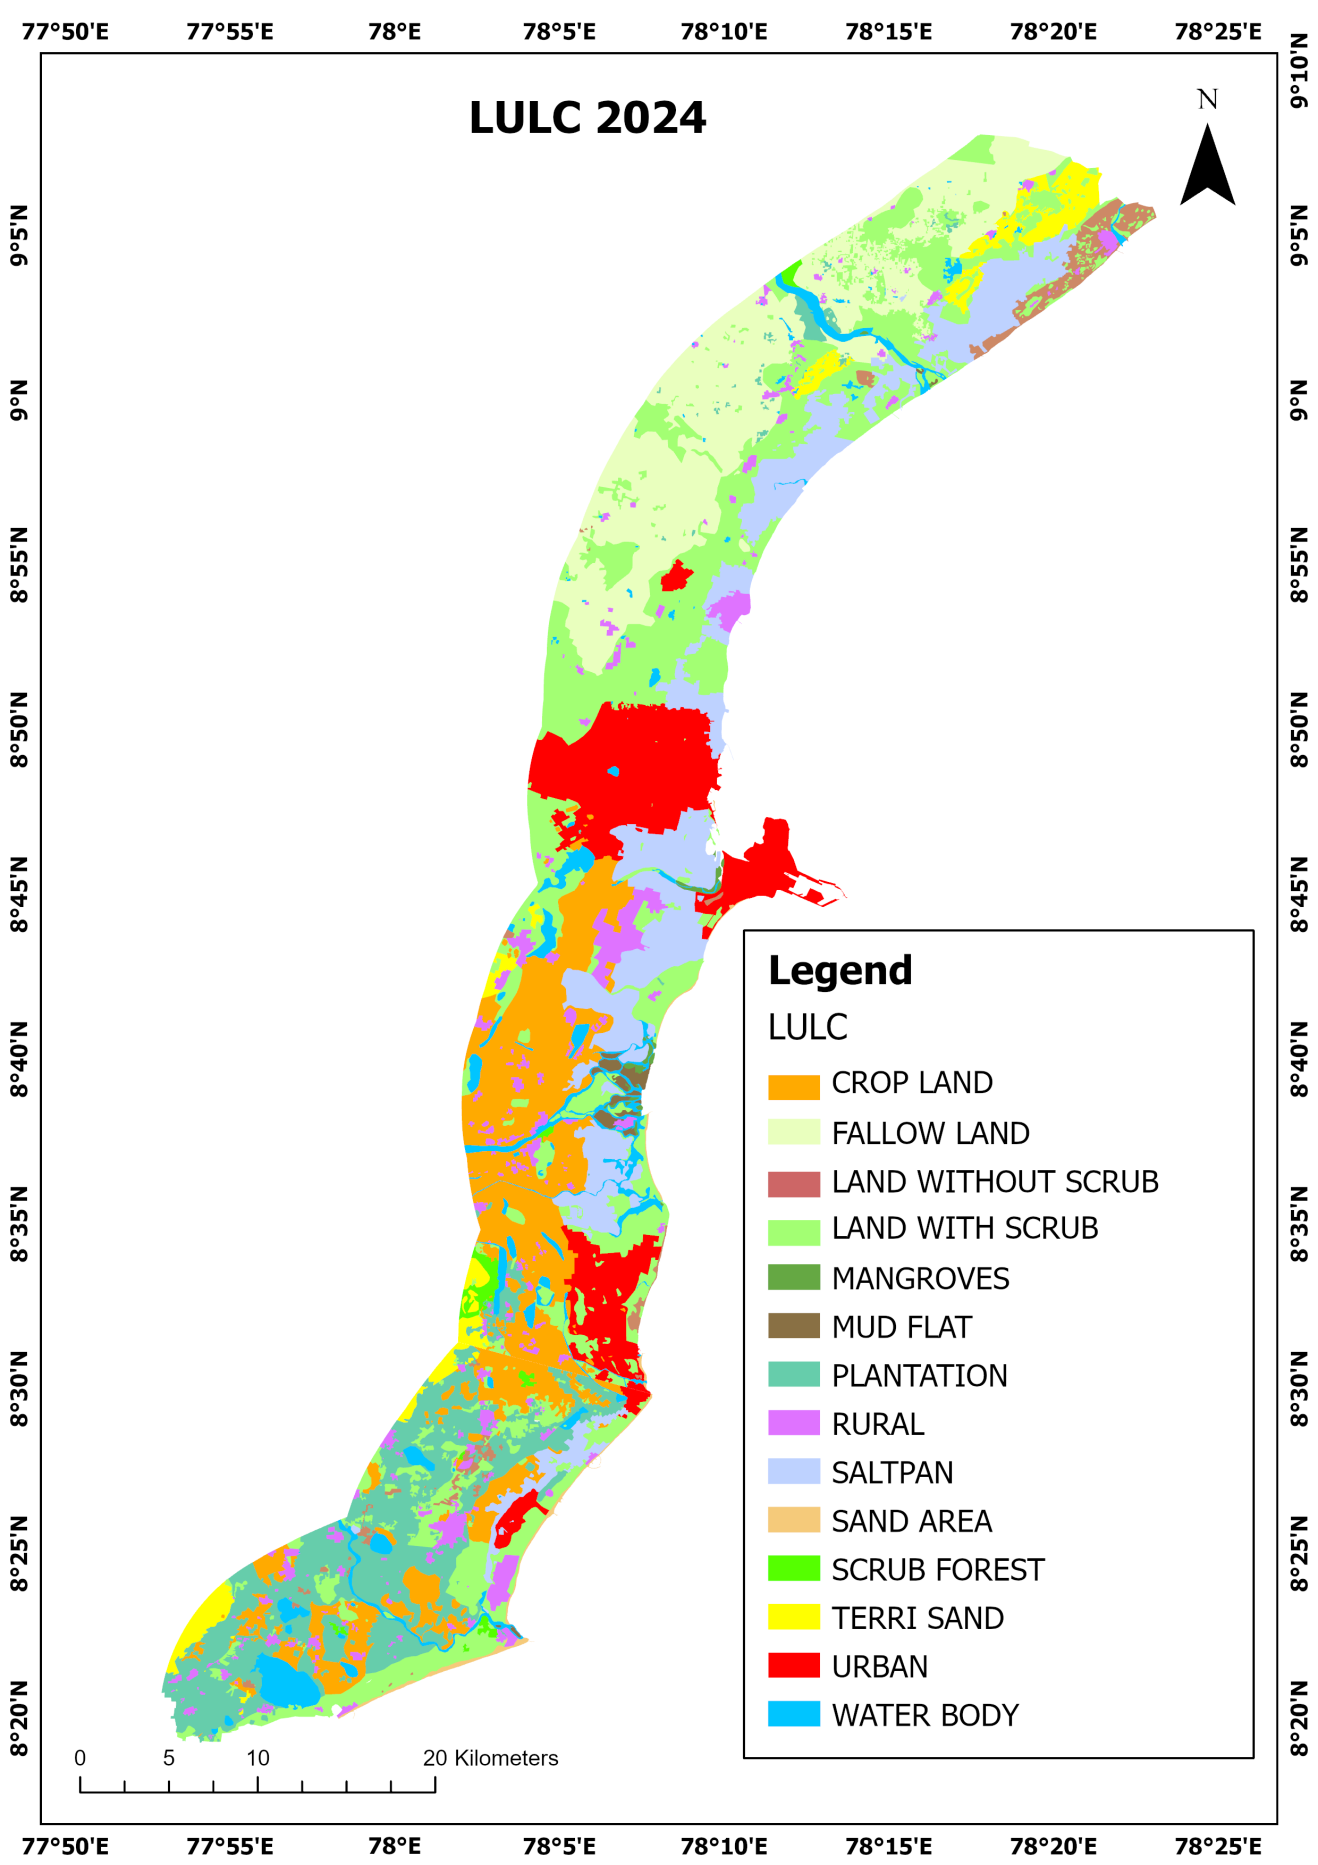 77°50'E 77°55'E 78°E 78°5'E 78°10'E 78°15'E 78°20'E 78°25'E
LULC 2024
N
9°10'N
9°5'N 9°5'N
9°N 9°N
8°55'N 8°55'N
8°50'N 8°50'N
8°45'N 8°45'N
8°40'N 8°40'N
8°35'N 8°35'N
8°30'N 8°30'N
8°25'N 8°25'N
8°20'N 8°20'N
Legend
LULC
CROP LAND
FALLOW LAND
LAND WITHOUT SCRUB
LAND WITH SCRUB
MANGROVES
MUD FLAT
PLANTATION
RURAL
SALTPAN
SAND AREA
SCRUB FOREST
TERRI SAND
URBAN
WATER BODY
0 5 10 20 Kilometers
77°50'E 77°55'E 78°E 78°5'E 78°10'E 78°15'E 78°20'E 78°25'E